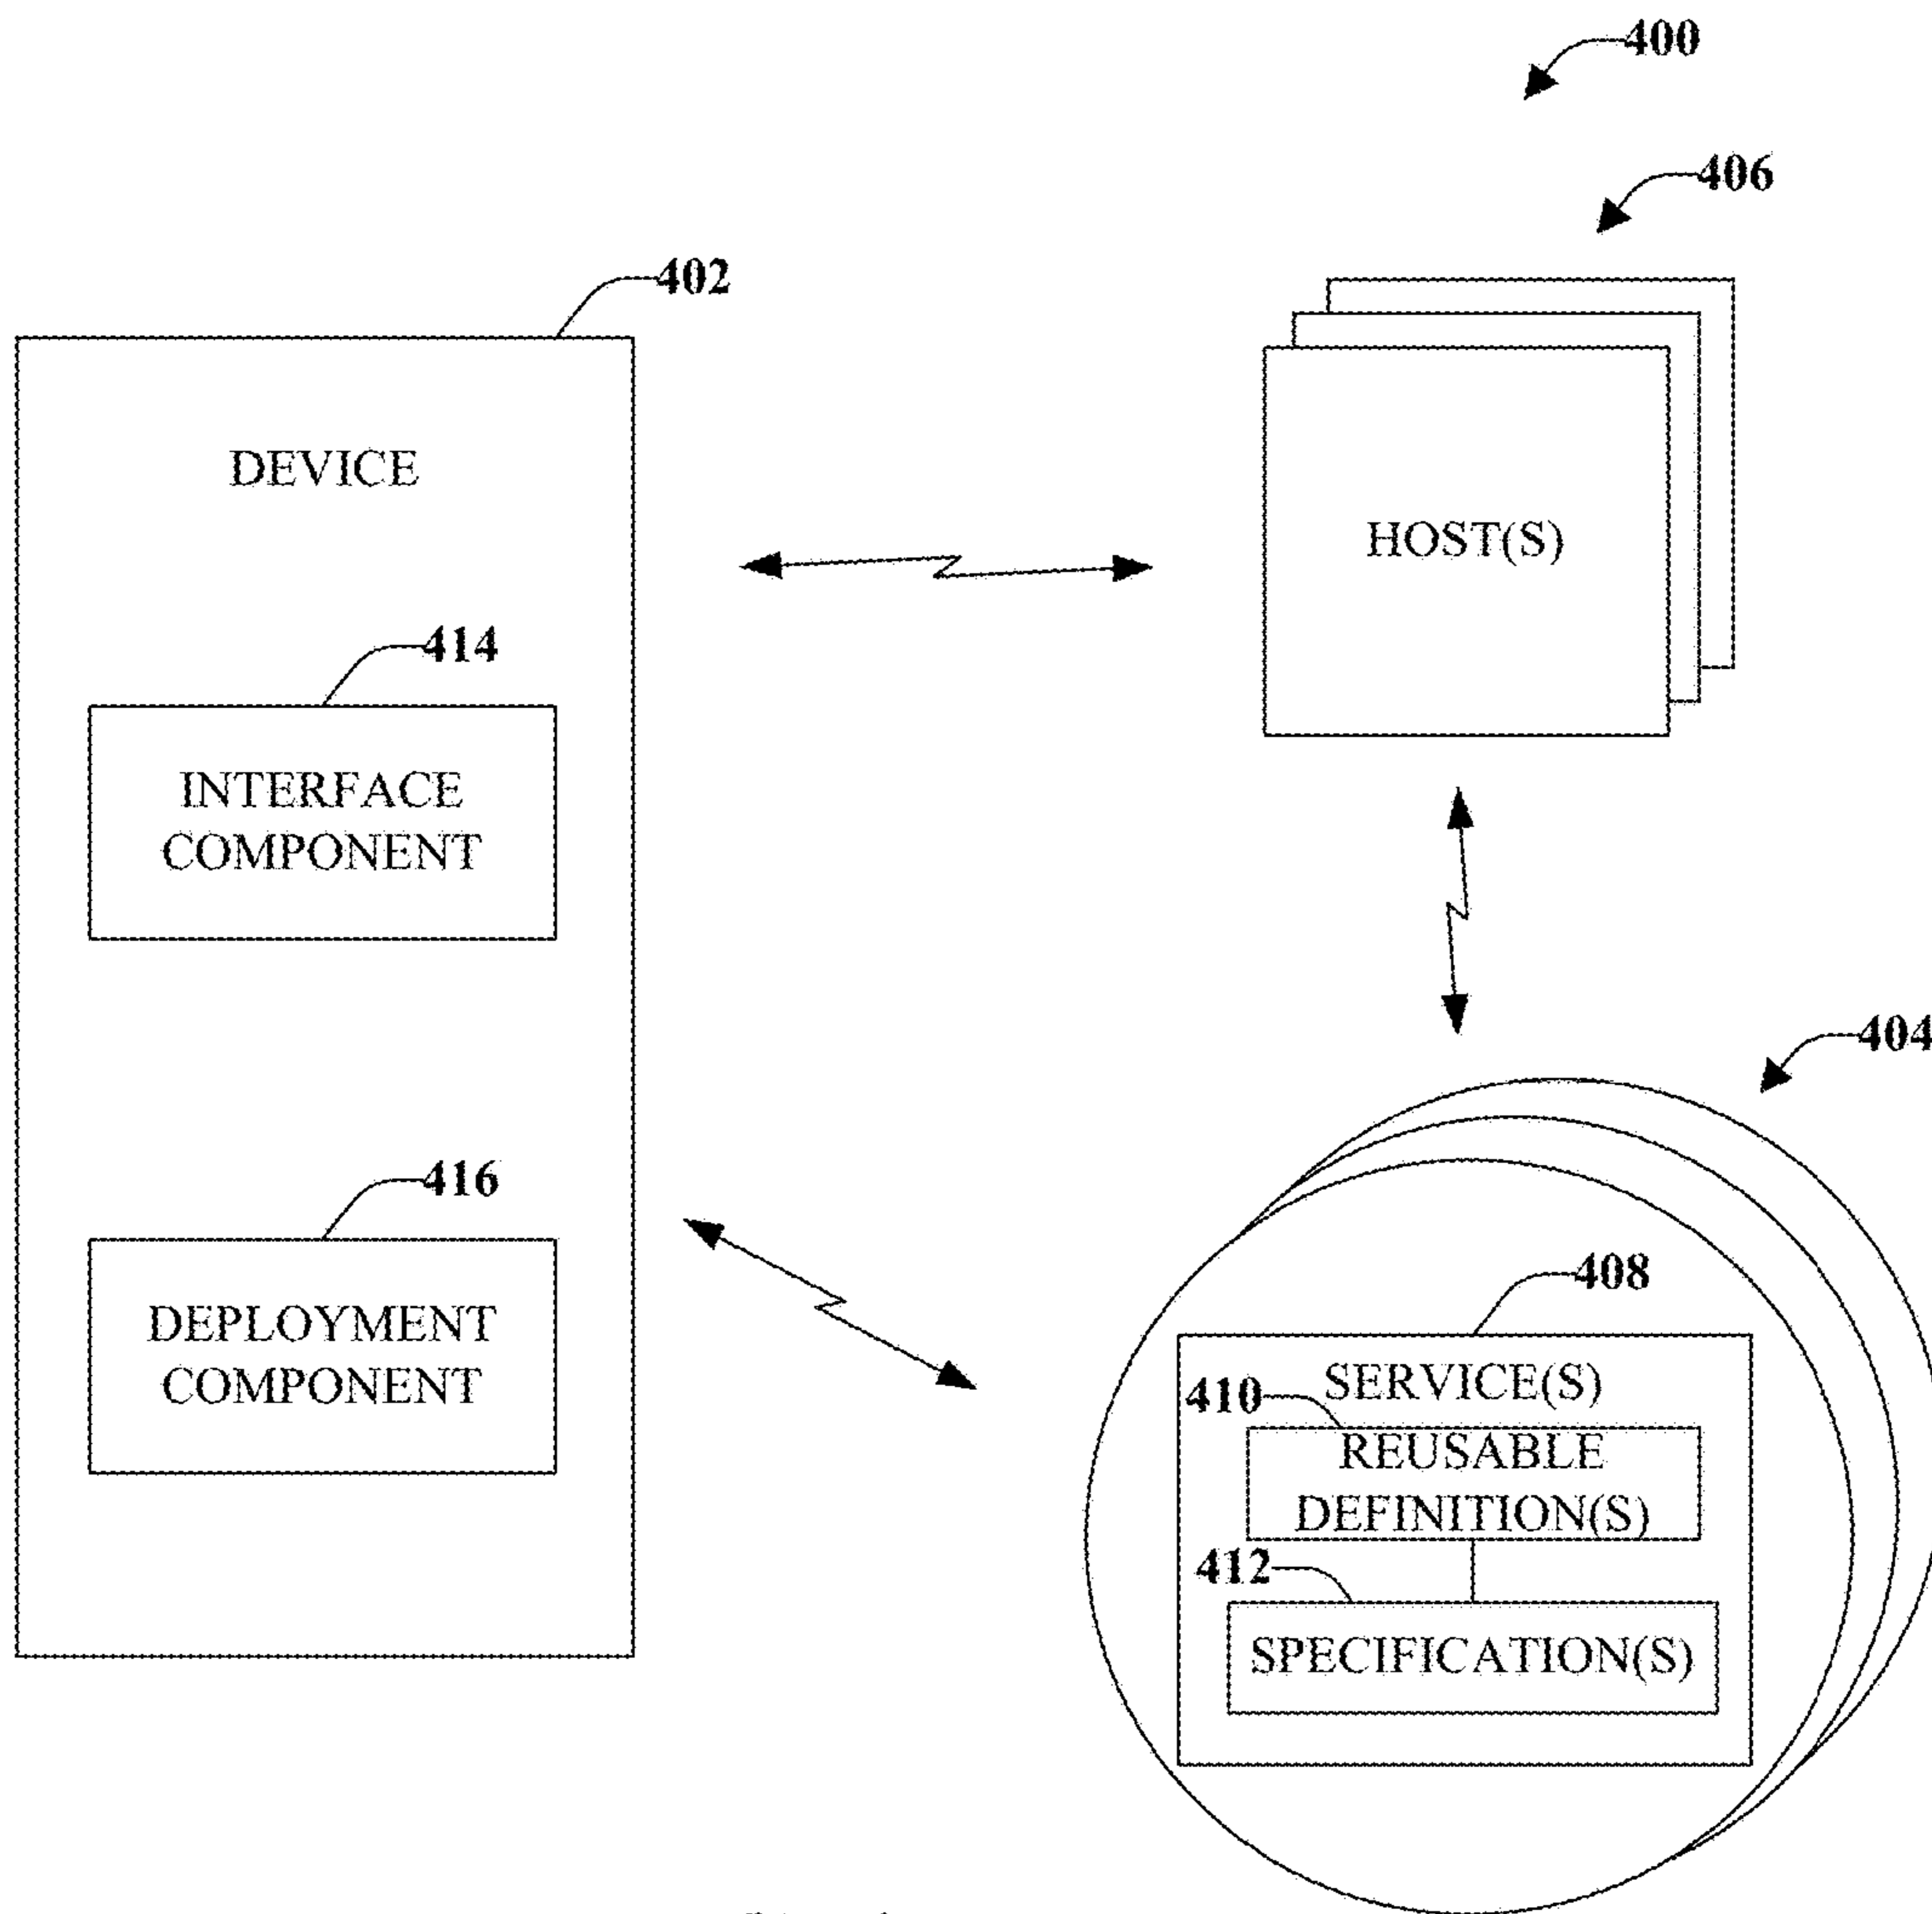 400
406
402
DEVICE
HOST(S)
414
INTERFACE
COMPONENT
404
416
DEPLOYMENT
COMPONENT
408
SERVICE(S)
410
REUSABLE
DEFINITION(S)
412
SPECIFICATION(S)